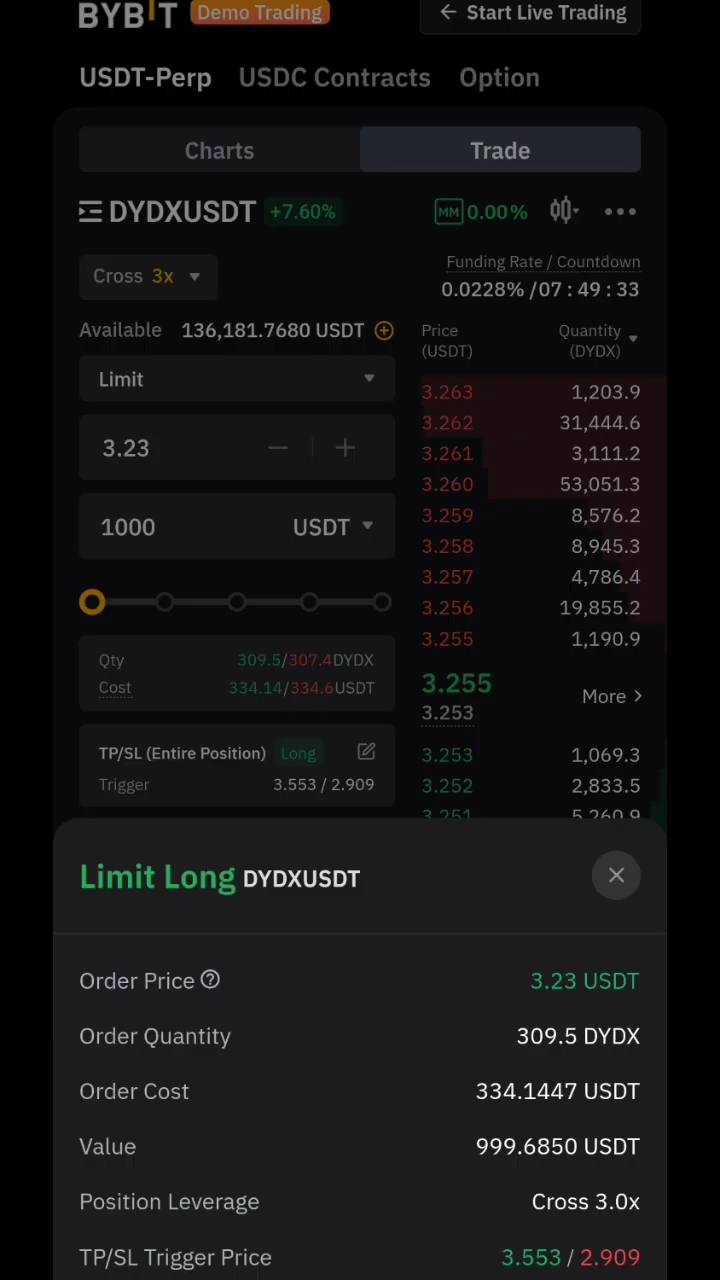 BYBIT Demo Trading ← Start Live Trading
USDT-Perp USDC Contracts Option
Charts Trade
DYDXUSDT +7.60% MM 0.00% •••
Cross 3x
Funding Rate / Countdown
0.0228% /07 : 49 : 33
Available 136,181.7680 USDT
Price (USDT) Quantity (DYDX)
Limit
3.23 — +
1000 USDT
Qty 309.5/307.4DYDX
Cost 334.14/334.6USDT
TP/SL (Entire Position) Long
Trigger 3.553 / 2.909
3.263 1,203.9
3.262 31,444.6
3.261 3,111.2
3.260 53,051.3
3.259 8,576.2
3.258 8,945.3
3.257 4,786.4
3.256 19,855.2
3.255 1,190.9
3.255
3.253
More >
3.253 1,069.3
3.252 2,833.5
3.251 5,260.9
Limit Long DYDXUSDT
Order Price 3.23 USDT
Order Quantity 309.5 DYDX
Order Cost 334.1447 USDT
Value 999.6850 USDT
Position Leverage Cross 3.0x
TP/SL Trigger Price 3.553 / 2.909